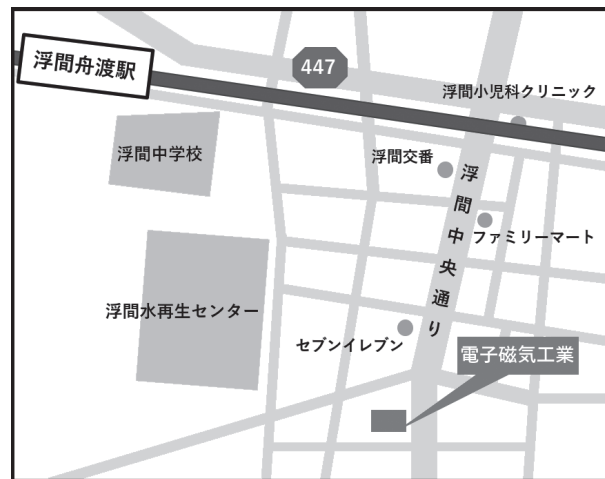 浮間舟渡駅
447
浮間小児科クリニック
浮間中学校
浮間交番
浮間中央通り
ファミリーマート
浮間水再生センター
セブンイレブン
電子磁気工業